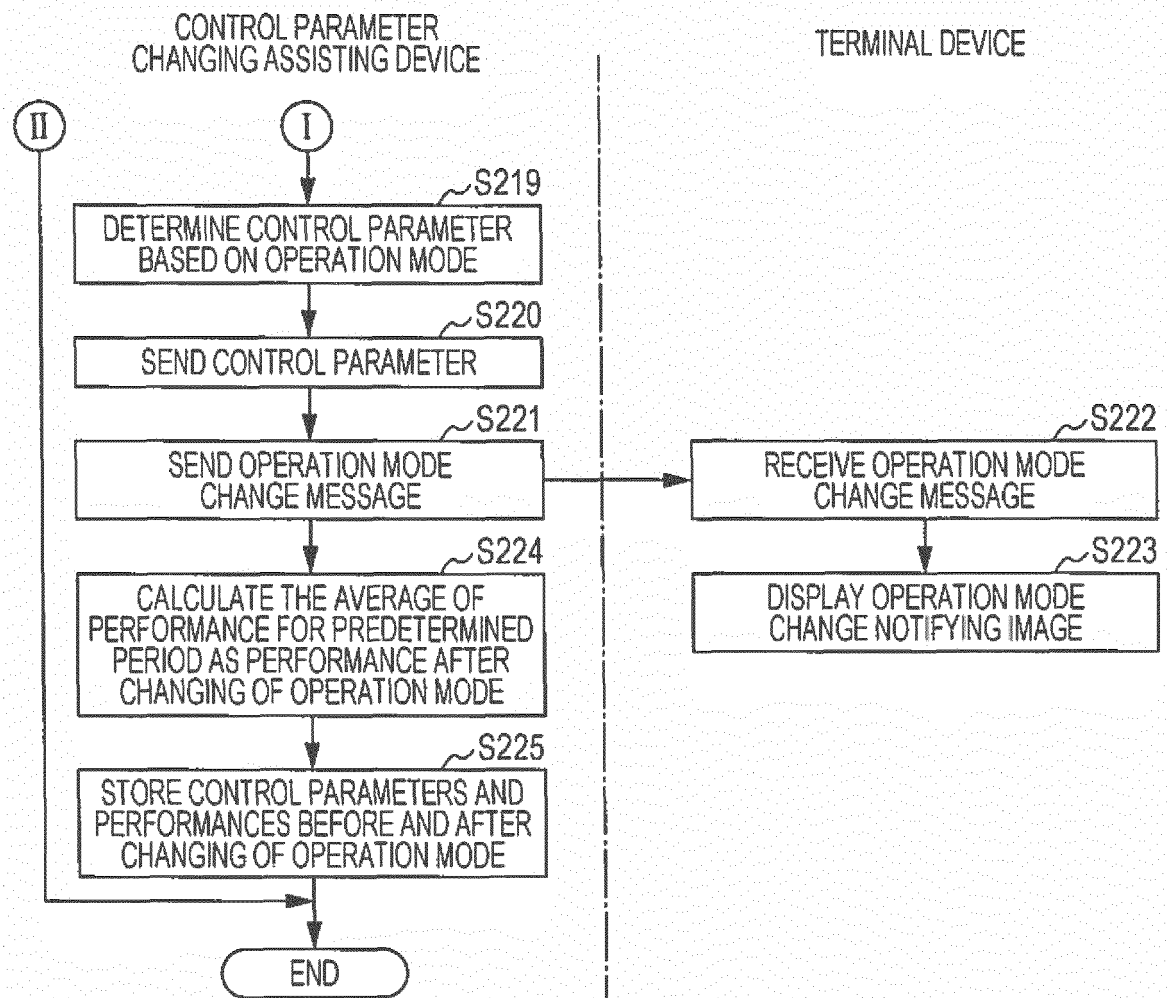 CONTROL PARAMETER
CHANGING ASSISTING DEVICE
TERMINAL DEVICE
II
I
S219
DETERMINE CONTROL PARAMETER
BASED ON OPERATION MODE
S220
SEND CONTROL PARAMETER
S221
SEND OPERATION MODE
CHANGE MESSAGE
S222
RECEIVE OPERATION MODE
CHANGE MESSAGE
S224
CALCULATE THE AVERAGE OF
PERFORMANCE FOR PREDETERMINED
PERIOD AS PERFORMANCE AFTER
CHANGING OF OPERATION MODE
S223
DISPLAY OPERATION MODE
CHANGE NOTIFYING IMAGE
S225
STORE CONTROL PARAMETERS AND
PERFORMANCES BEFORE AND AFTER
CHANGING OF OPERATION MODE
END